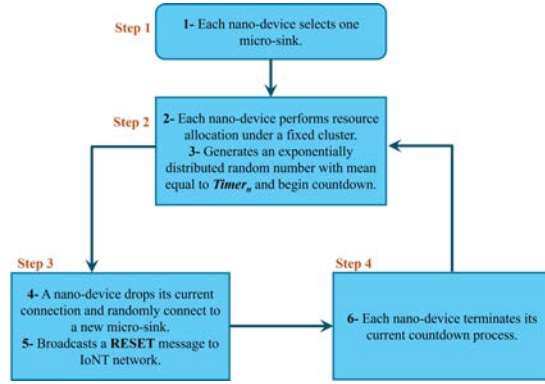 Step 1
1- Each nano-device selects one
micro-sink.
Step 2
2- Each nano-device performs resource
allocation under a fixed cluster.
3- Generates an exponentially
distributed random number with mean
equal to Timerₙ and begin countdown.
Step 3
4- A nano-device drops its current
connection and randomly connect to
a new micro-sink.
5- Broadcasts a RESET message to
IoNT network.
Step 4
6- Each nano-device terminates its
current countdown process.